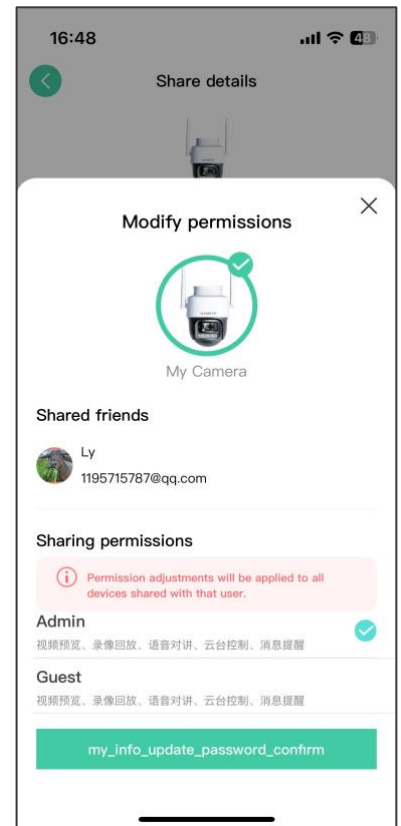 16:48
48
Share details
Modify permissions
My Camera
Shared friends
Ly
1195715787@qq.com
Sharing permissions
Permission adjustments will be applied to all
devices shared with that user.
Admin
视频预览、录像回放、语音对讲、云台控制、消息提醒
Guest
视频预览、录像回放、语音对讲、云台控制、消息提醒
my_info_update_password_confirm